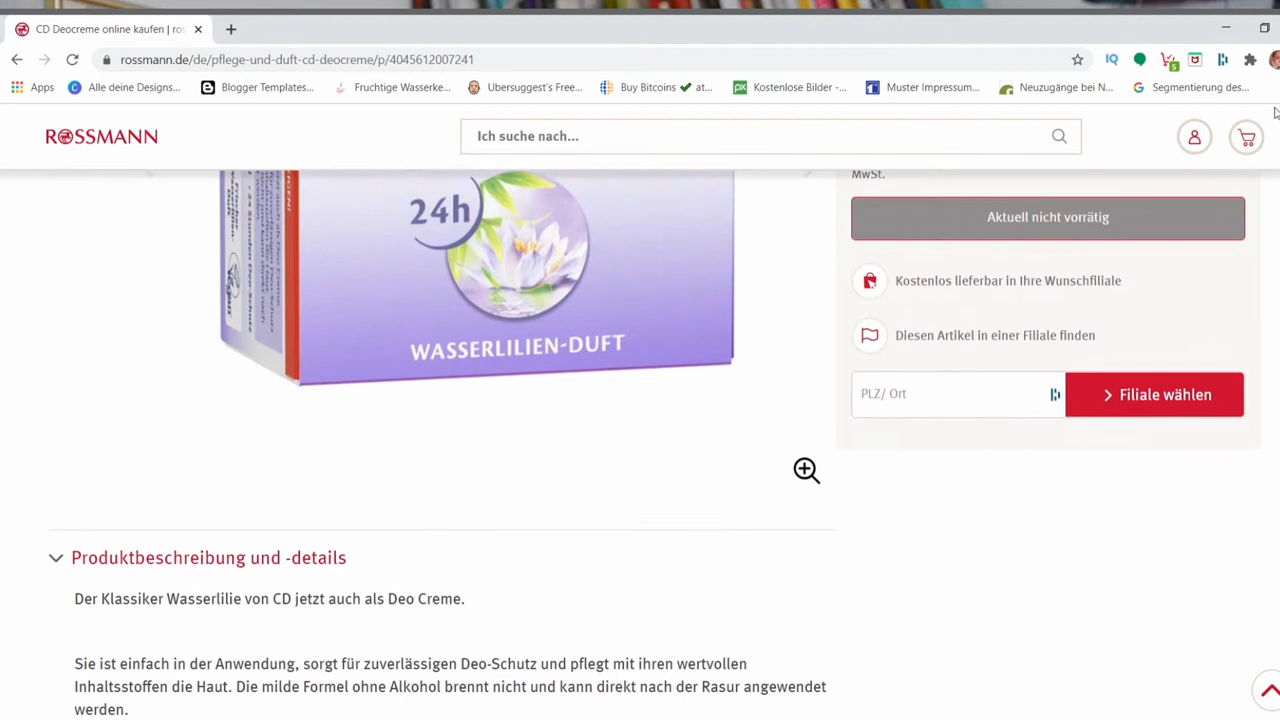 CD Deocreme online kaufen | ros
rossmann.de/de/pflege-und-duft-cd-deocreme/p/4045612007241
IQ
5
Apps
Alle deine Designs...
Blogger Templates...
Fruchtige Wasserke...
Ubersuggest's Free...
Buy Bitcoins ✔ at...
Kostenlose Bilder -...
Muster Impressum...
Neuzugänge bei N...
Segmentierung des...
ROSSMANN
Ich suche nach...
MwSt.
24h
Aktuell nicht vorrätig
Kostenlos lieferbar in Ihre Wunschfiliale
Diesen Artikel in einer Filiale finden
WASSERLILIEN-DUFT
PLZ/ Ort
Filiale wählen
Produktbeschreibung und -details
Der Klassiker Wasserlilie von CD jetzt auch als Deo Creme.
Sie ist einfach in der Anwendung, sorgt für zuverlässigen Deo-Schutz und pflegt mit ihren wertvollen
Inhaltsstoffen die Haut. Die milde Formel ohne Alkohol brennt nicht und kann direkt nach der Rasur angewendet
werden.